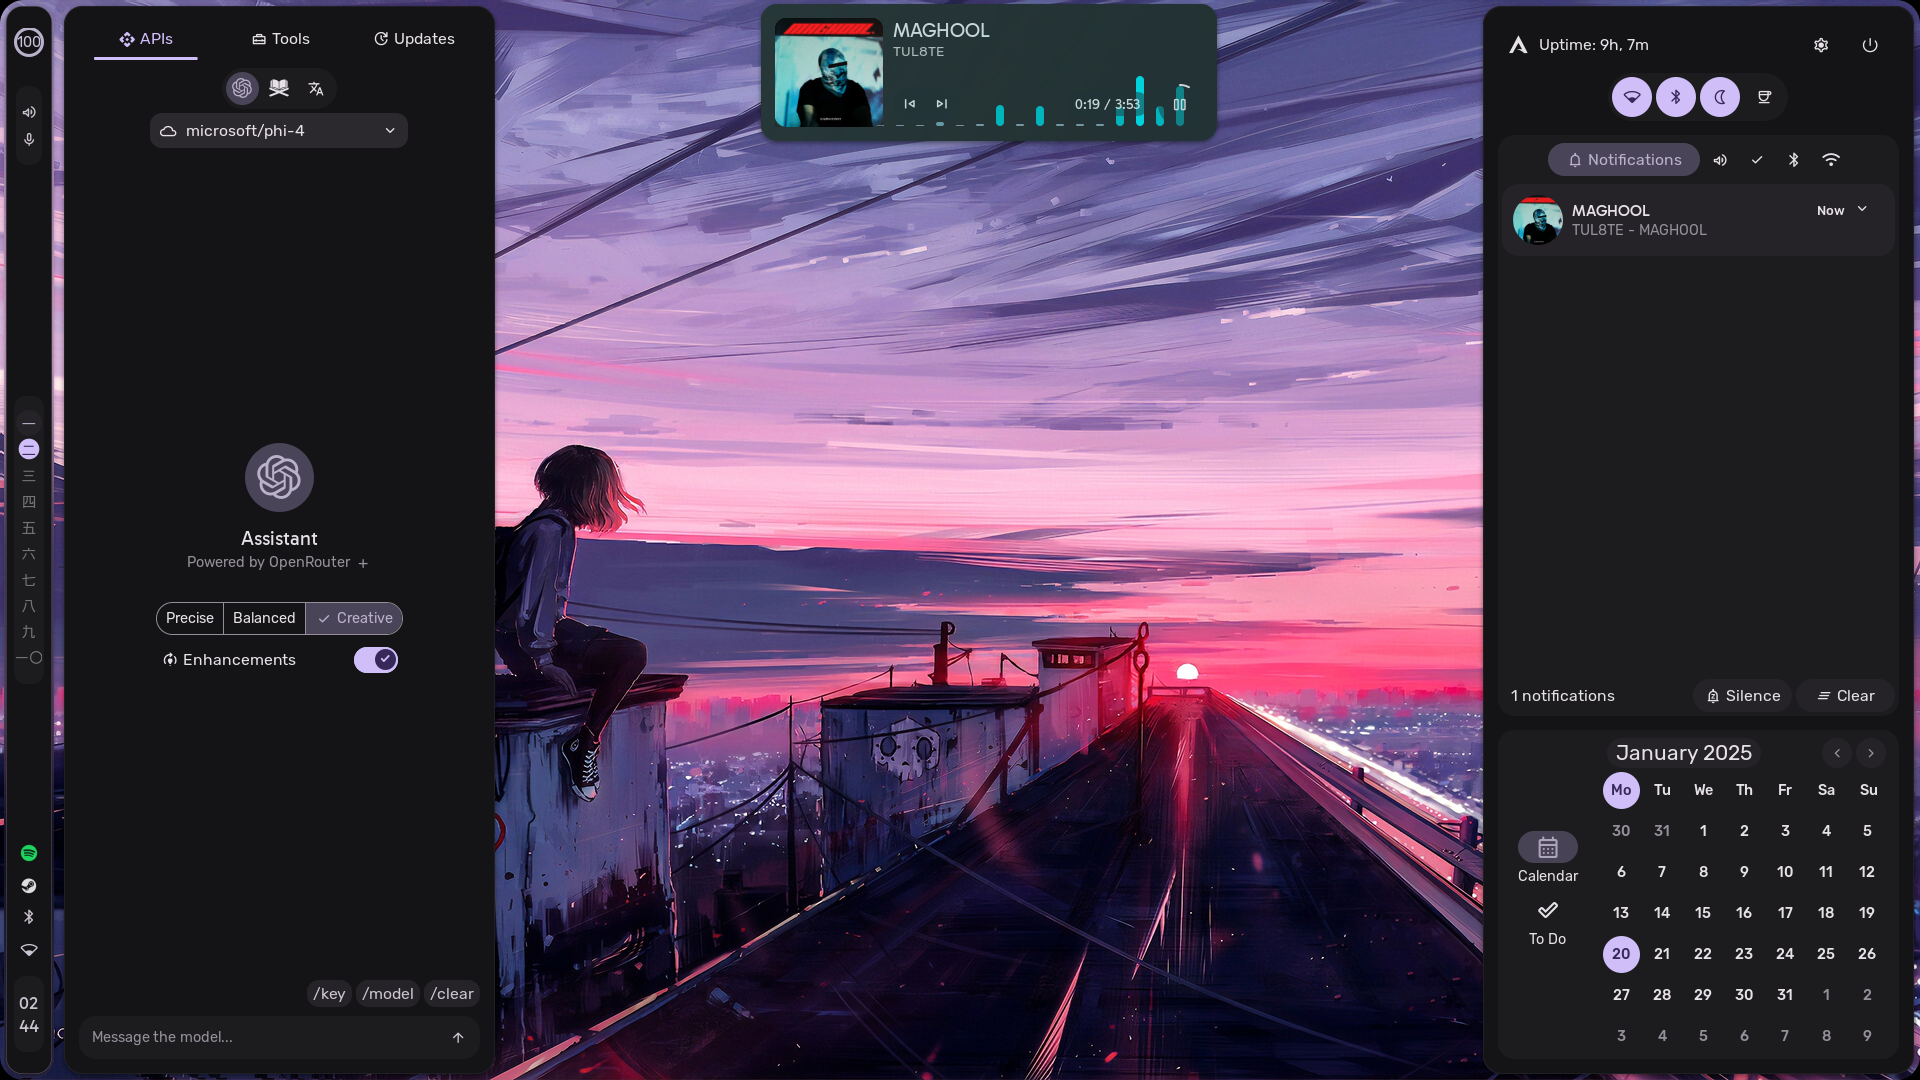 100
一
二
三
四
五
六
七
八
九
一〇
02
44
APIs
Tools
Updates
microsoft/phi-4
Assistant
Powered by OpenRouter +
Precise
Balanced
Creative
Enhancements
/key
/model
/clear
Message the model...
MAGHOOL
TUL8TE
0:19 / 3:53
Uptime: 9h, 7m
Notifications
MAGHOOL
Now
TUL8TE - MAGHOOL
1 notifications
Silence
Clear
Calendar
To Do
January 2025
Mo Tu We Th Fr Sa Su
30 31 1 2 3 4 5
6 7 8 9 10 11 12
13 14 15 16 17 18 19
20 21 22 23 24 25 26
27 28 29 30 31 1 2
3 4 5 6 7 8 9